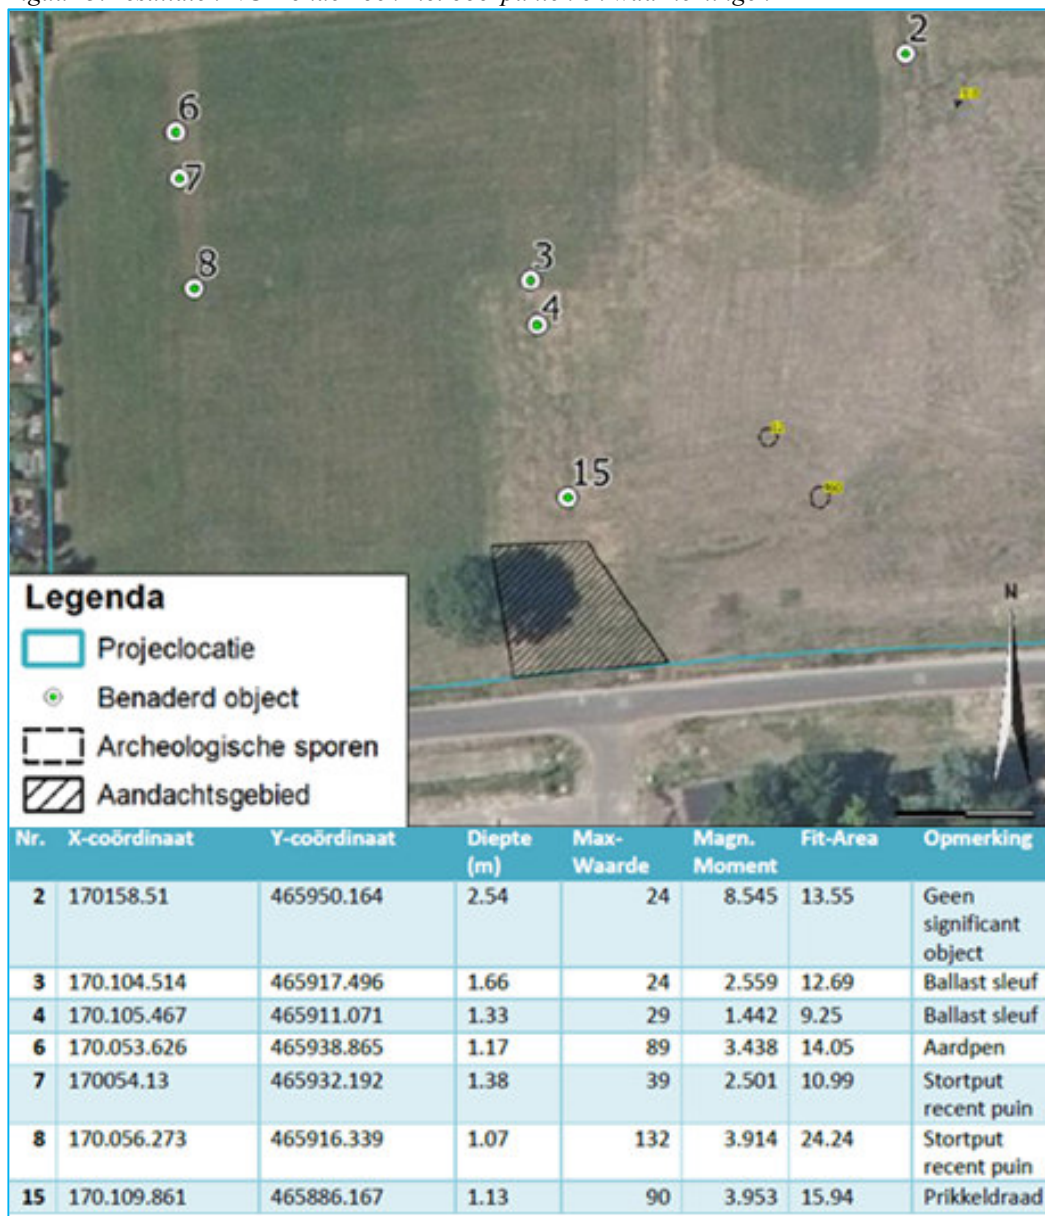 2
6
7
8
3
4
15
N
Legenda
Projeclocatie
Benaderd object
Archeologische sporen
Aandachtsgebied
Nr. X-coördinaat Y-coördinaat Diepte (m) Max-Waarde Magn. Moment Fit-Area Opmerking
2 170158.51 465950.164 2.54 24 8.545 13.55 Geen significant object
3 170.104.514 465917.496 1.66 24 2.559 12.69 Ballast sleuf
4 170.105.467 465911.071 1.33 29 1.442 9.25 Ballast sleuf
6 170.053.626 465938.865 1.17 89 3.438 14.05 Aardpen
7 170054.13 465932.192 1.38 39 2.501 10.99 Stortput recent puin
8 170.056.273 465916.339 1.07 132 3.914 24.24 Stortput recent puin
15 170.109.861 465886.167 1.13 90 3.953 15.94 Prikkeldraad